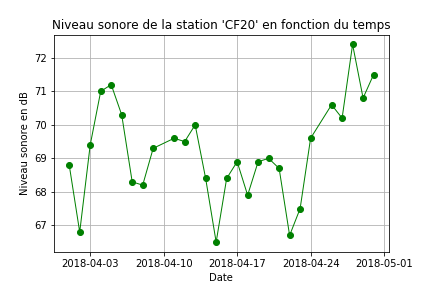 Niveau sonore de la station 'CF20' en fonction du temps
72
71
70
69
68
67
Niveau sonore en dB
2018-04-03 2018-04-10 2018-04-17 2018-04-24 2018-05-01
Date